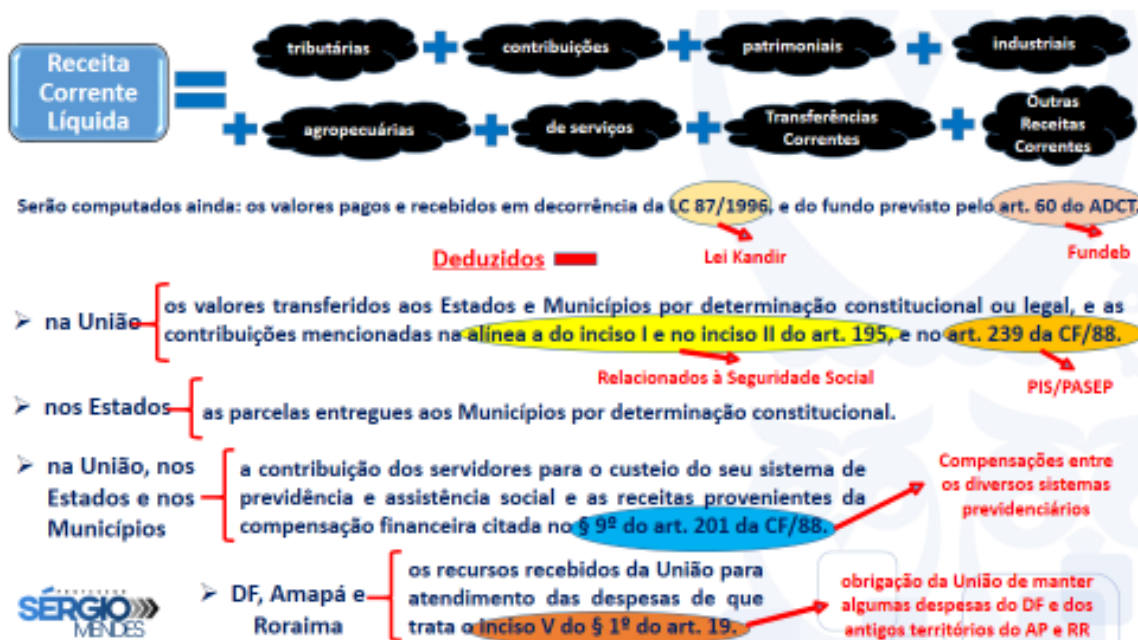 Receita
Corrente
Líquida
tributárias
contribuições
patrimoniais
industriais
agropecuárias
de serviços
Transferências
Correntes
Outras
Receitas
Correntes
Serão computados ainda: os valores pagos e recebidos em decorrência da LC 87/1996, e do fundo previsto pelo art. 60 do ADCT.
Lei Kandir
Fundeb
Deduzidos
na União
os valores transferidos aos Estados e Municípios por determinação constitucional ou legal, e as
contribuições mencionadas na alínea a do inciso I e no inciso II do art. 195, e no art. 239 da CF/88.
Relacionados à Seguridade Social
PIS/PASEP
nos Estados
as parcelas entregues aos Municípios por determinação constitucional.
na União, nos
Estados e nos
Municípios
a contribuição dos servidores para o custeio do seu sistema de
previdência e assistência social e as receitas provenientes da
compensação financeira citada no § 9º do art. 201 da CF/88.
Compensações entre
os diversos sistemas
previdenciários
DF, Amapá e
Roraima
os recursos recebidos da União para
atendimento das despesas de que
trata o inciso V do § 1º do art. 19.
obrigação da União de manter
algumas despesas do DF e dos
antigos territórios do AP e RR
PROFESSOR
SÉRGIO
MENDES